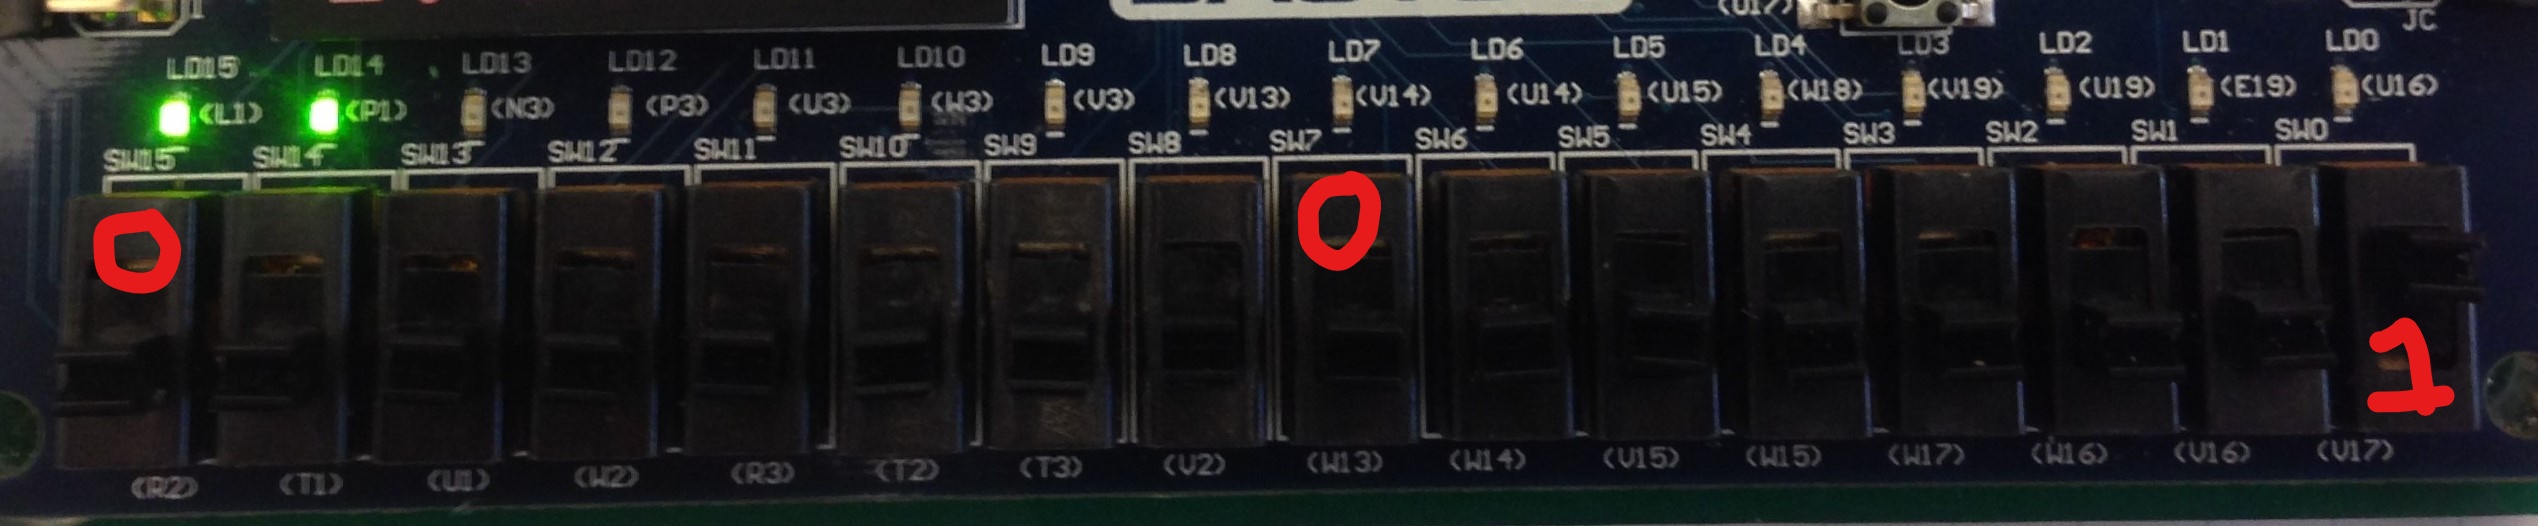 (U17)
JC
LD15 LD14 LD13 LD12 LD11 LD10 LD9 LD8 LD7 LD6 LD5 LD4 LD3 LD2 LD1 LD0
(L1) (P1) (N3) (P3) (U3) (W3) (V3) (V13) (V14) (U14) (U15) (W18) (V19) (U19) (E19) (U16)
SW15 SW14 SW13 SW12 SW11 SW10 SW9 SW8 SW7 SW6 SW5 SW4 SW3 SW2 SW1 SW0
0 0 1
(R2) (T1) (U1) (W2) (R3) (T2) (T3) (V2) (W13) (W14) (V15) (W15) (W17) (W16) (V16) (V17)